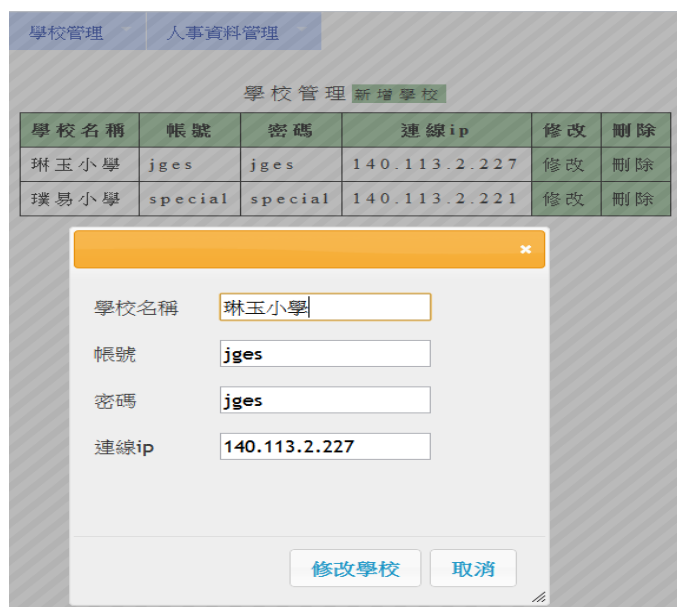 學校管理 人事資料管理
學校管理 新增學校
學校名稱 帳號 密碼 連線ip 修改 刪除
琳玉小學 jges jges 140.113.2.227 修改 刪除
璞易小學 special special 140.113.2.221 修改 刪除
學校名稱 琳玉小學
帳號 jges
密碼 jges
連線ip 140.113.2.227
修改學校 取消